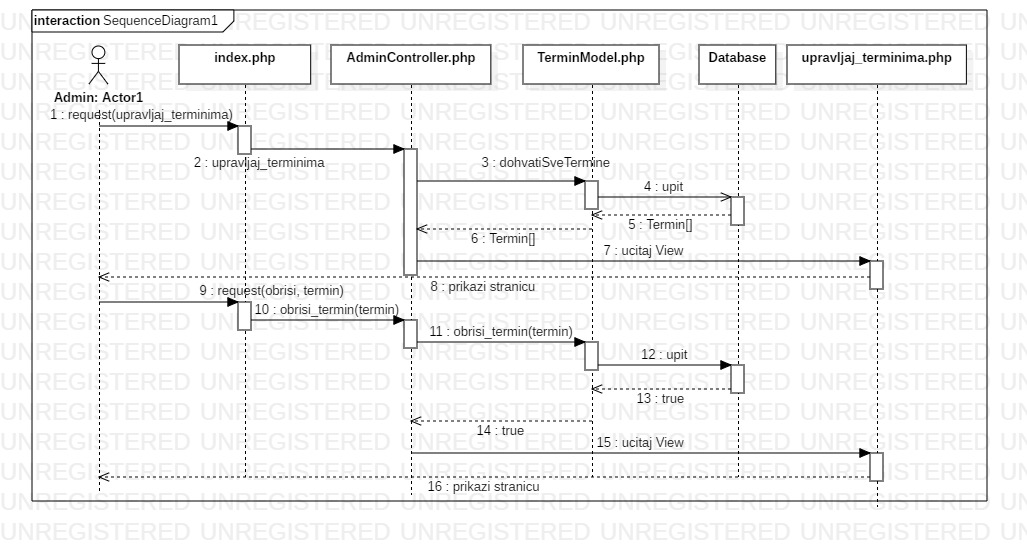 interaction SequenceDiagram1
index.php
AdminController.php
TerminModel.php
Database
upravljaj_terminima.php
Admin: Actor1
1 : request(upravljaj_terminima)
2 : upravljaj_terminima
3 : dohvatiSveTermine
4 : upit
5 : Termin[]
6 : Termin[]
7 : ucitaj View
8 : prikazi stranicu
9 : request(obrisi, termin)
10 : obrisi_termin(termin)
11 : obrisi_termin(termin)
12 : upit
13 : true
14 : true
15 : ucitaj View
16 : prikazi stranicu
UNREGISTERED UNREGISTERED UNREGISTERED UNREGISTERED UNREGISTERED